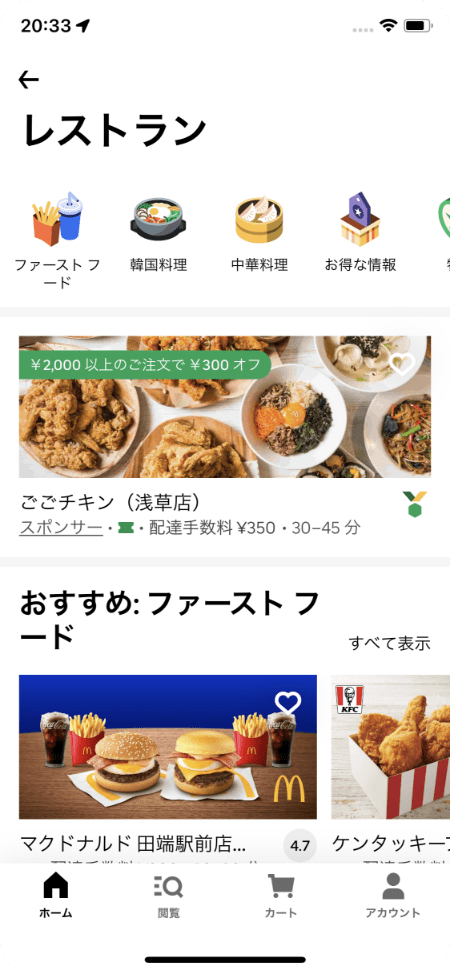 20:33
レストラン
ファースト フ
ード
韓国料理
中華料理
お得な情報
¥2,000 以上のご注文で ¥300 オフ
ごごチキン（浅草店）
スポンサー・配達手数料 ¥350・30–45 分
おすすめ: ファースト フ
ード
すべて表示
KFC
マクドナルド 田端駅前店...
4.7
ケンタッキー
ホーム
閲覧
カート
アカウント